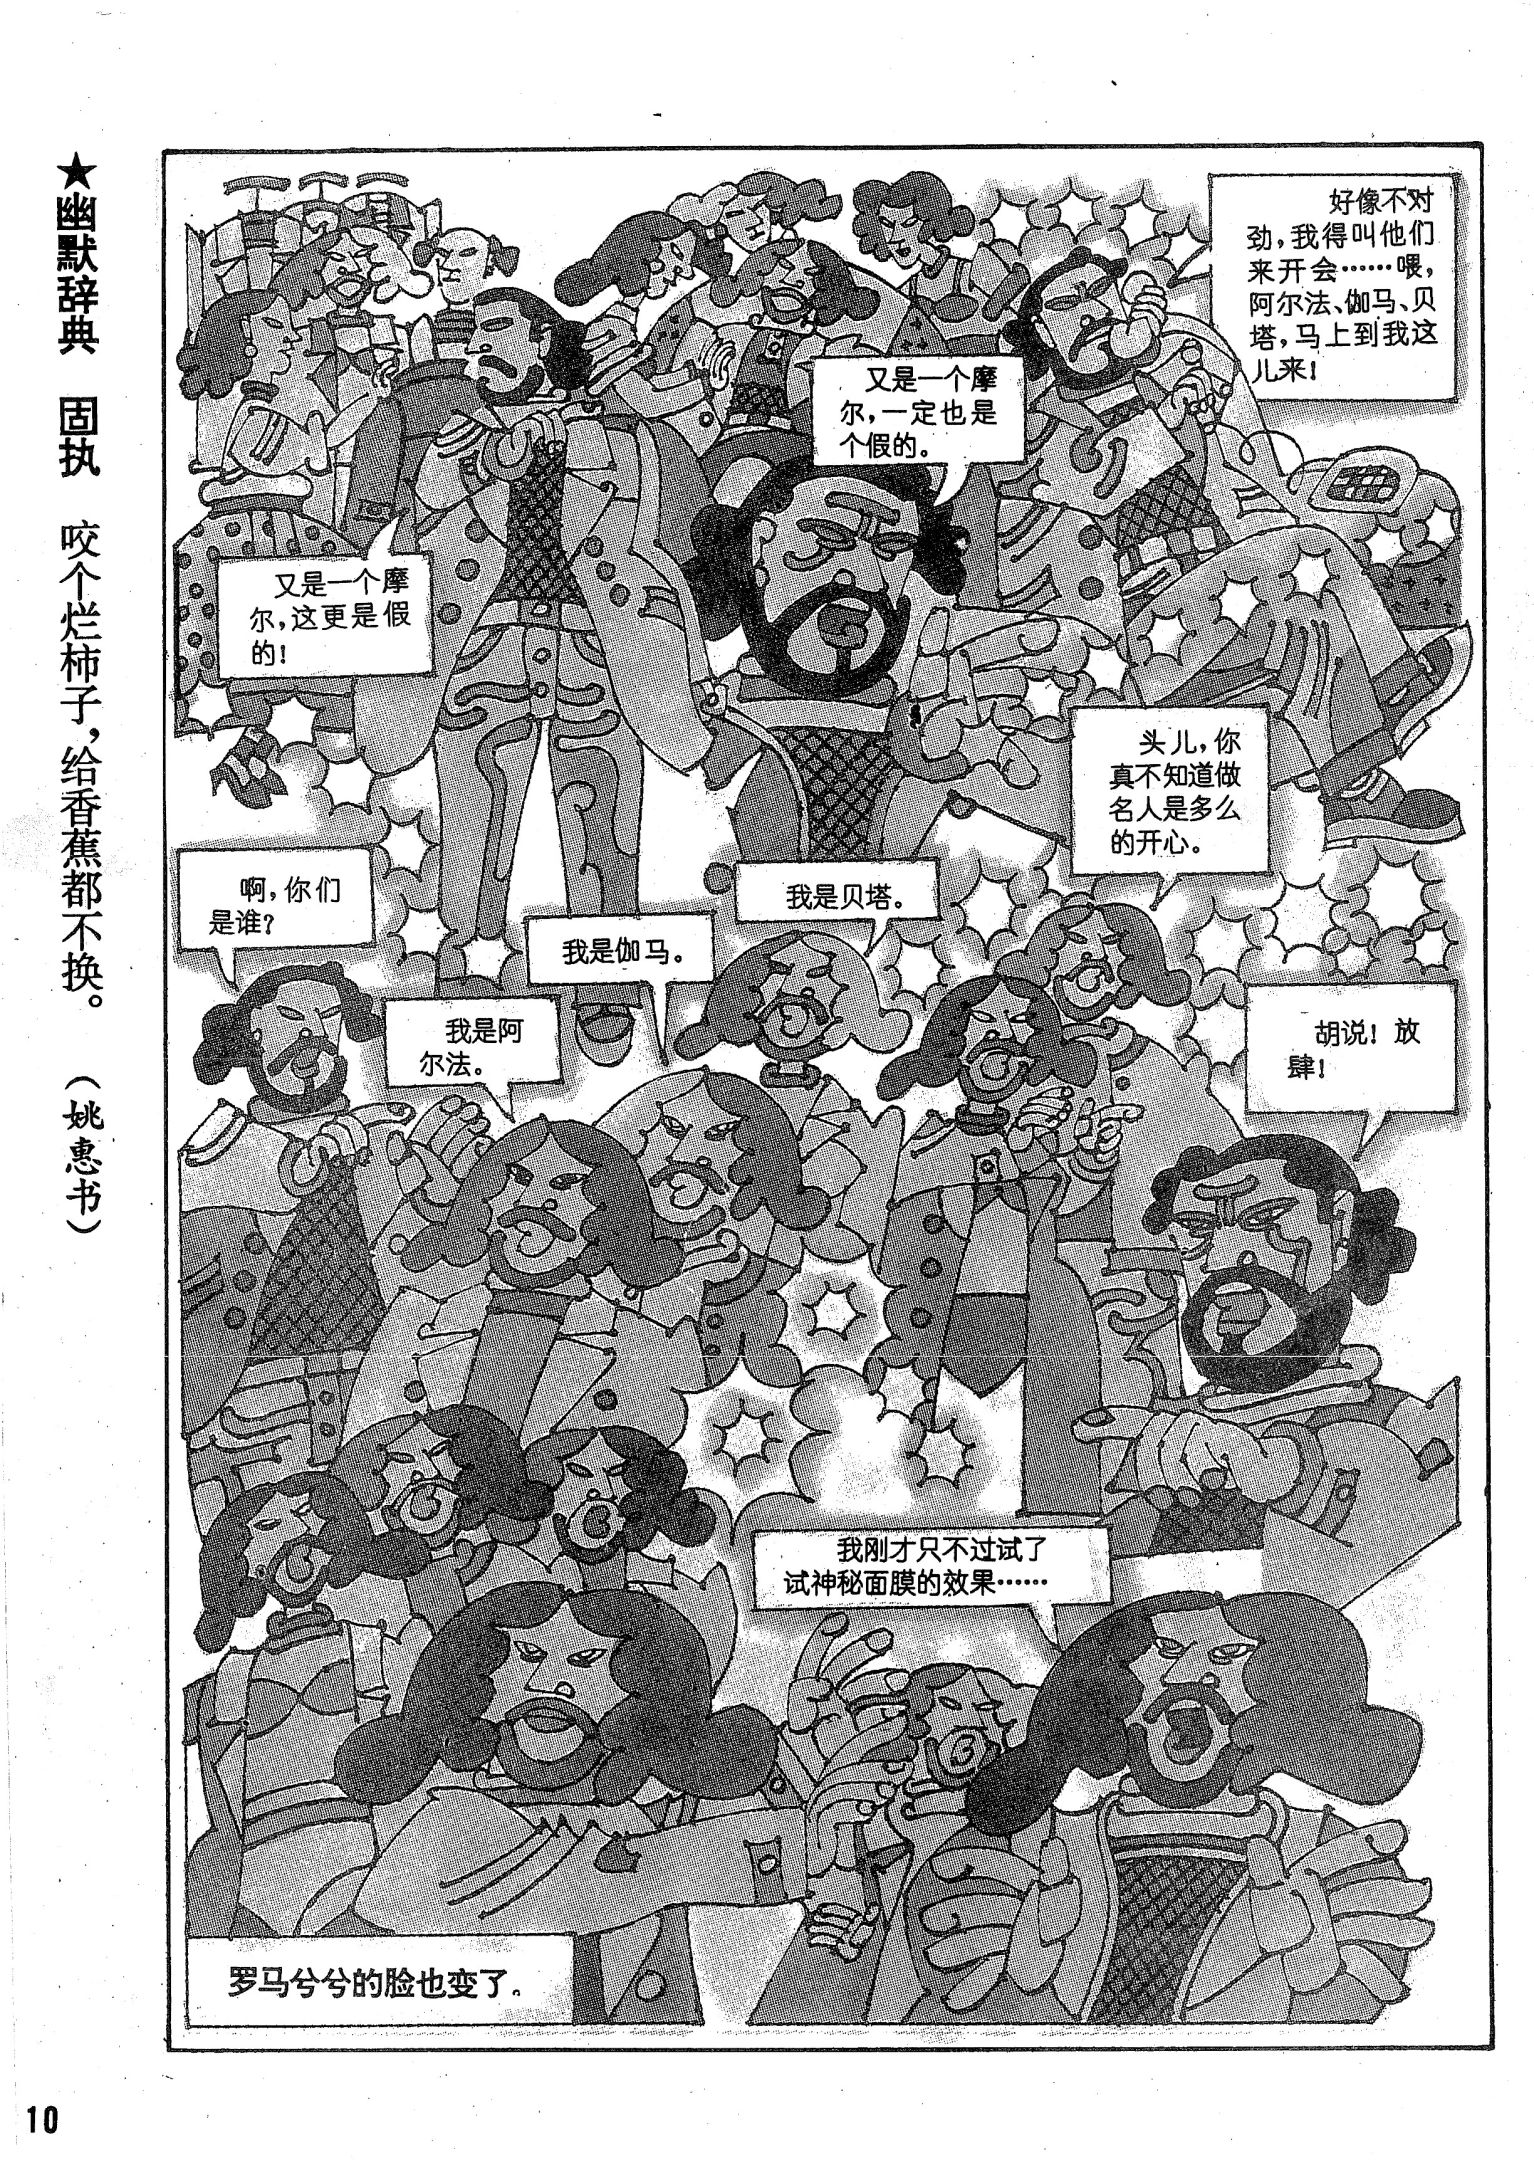 ★幽默辞典 固执 咬个烂柿子，给香蕉都不换。（姚惠书）
又是一个摩
尔，这更是假
的！
又是一个摩
尔，一定也是
个假的。
好像不对
劲，我得叫他们
来开会……喂，
阿尔法、伽马、贝
塔，马上到我这
儿来！
啊，你们
是谁？
我是阿
尔法。
我是伽马。
我是贝塔。
头儿，你
真不知道做
名人是多么
的开心。
胡说！放
肆！
我刚才只不过试了
试神秘面膜的效果……
罗马兮兮的脸也变了。
10